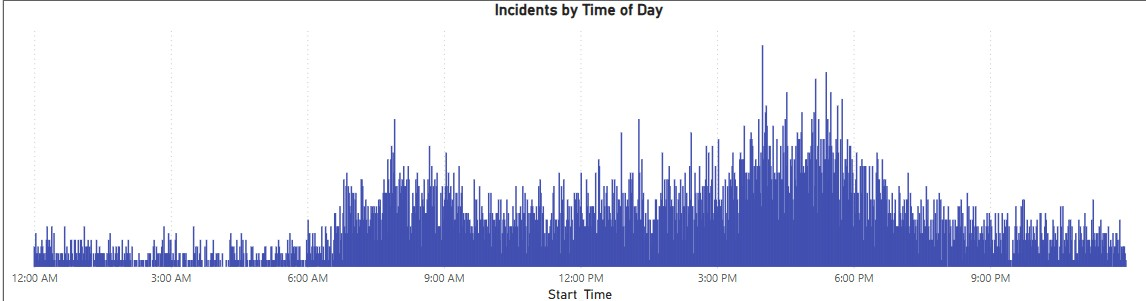 Incidents by Time of Day
12:00 AM 3:00 AM 6:00 AM 9:00 AM 12:00 PM 3:00 PM 6:00 PM 9:00 PM
Start Time